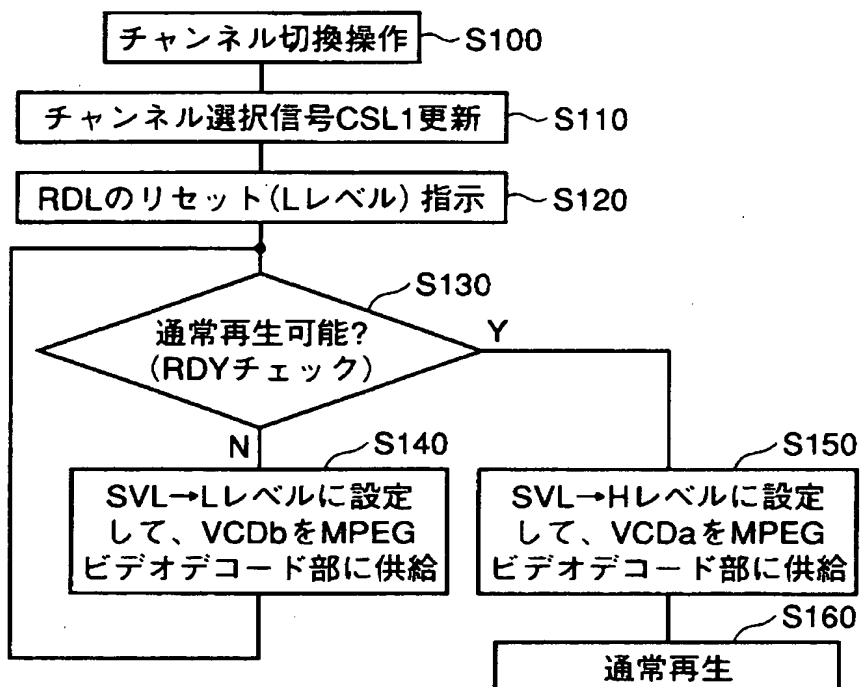 チャンネル切換操作 S100
チャンネル選択信号CSL1更新 S110
RDLのリセット(Lレベル)指示 S120
S130
通常再生可能?
(RDYチェック)
Y
N
S140
SVL→Lレベルに設定
して、VCDbをMPEG
ビデオデコード部に供給
S150
SVL→Hレベルに設定
して、VCDaをMPEG
ビデオデコード部に供給
S160
通常再生